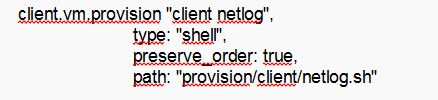 client.vm.provision "client netlog",
type: "shell",
preserve_order: true,
path: "provision/client/netlog.sh"